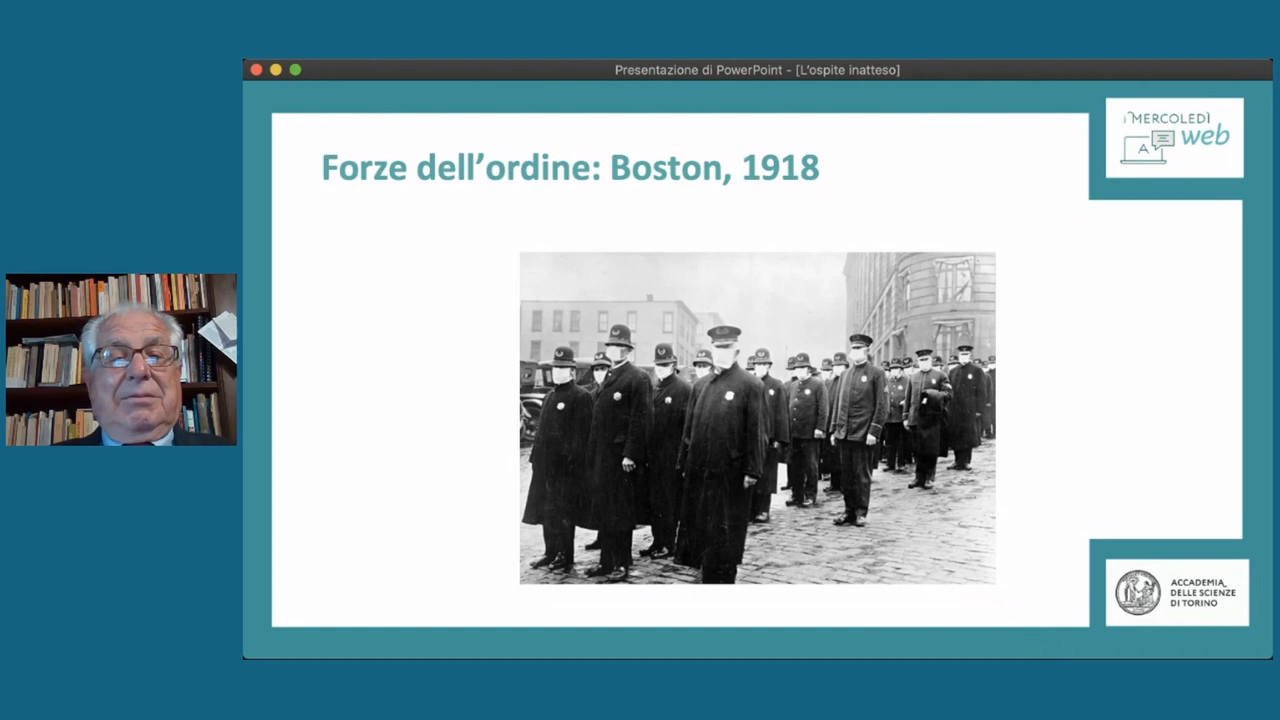 Presentazione di PowerPoint - [L'ospite inatteso]
I MERCOLEDÌ
web
A
Forze dell'ordine: Boston, 1918
ACCADEMIA
DELLE SCIENZE
DI TORINO